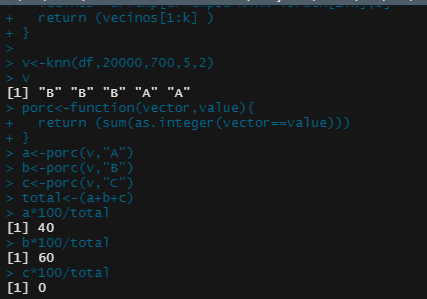 +   return (vecinos[1:k] )
+ }
>
> v<-knn(df,20000,700,5,2)
> v
[1] "B" "B" "B" "A" "A"
> porc<-function(vector,value){
+   return (sum(as.integer(vector==value)))
+ }
> a<-porc(v,"A")
> b<-porc(v,"B")
> c<-porc(v,"C")
> total<-(a+b+c)
> a*100/total
[1] 40
> b*100/total
[1] 60
> c*100/total
[1] 0